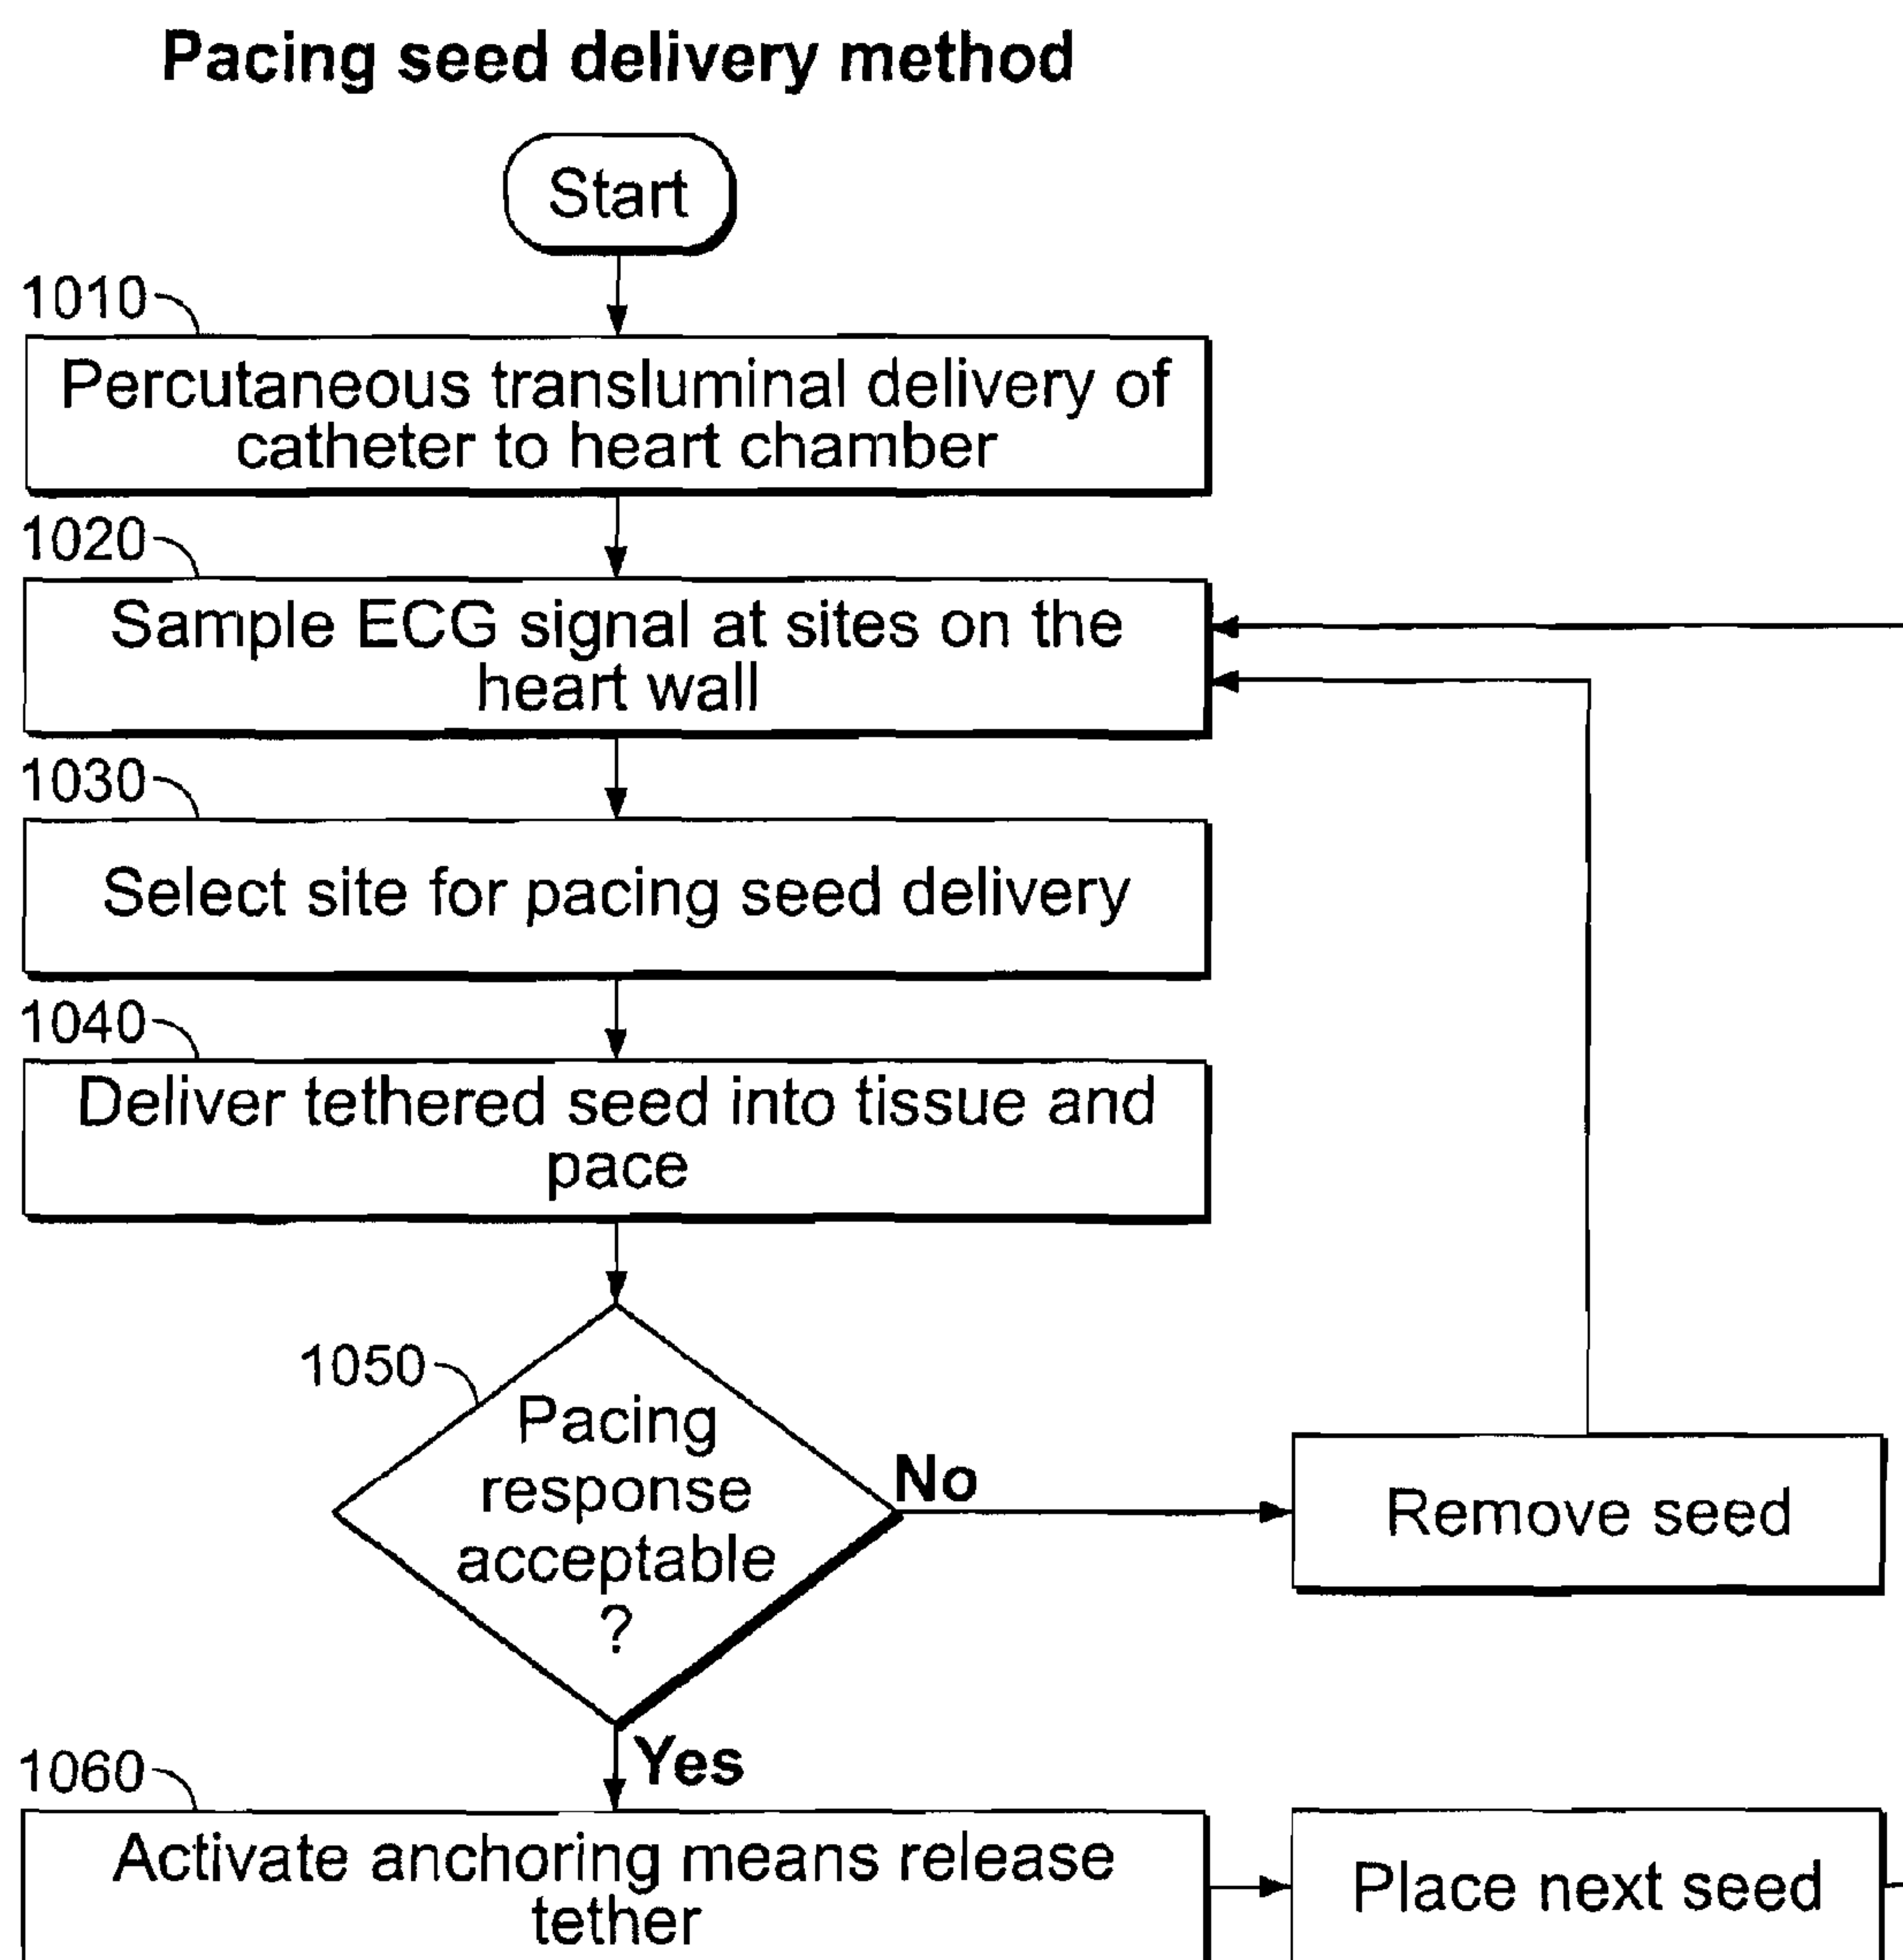 Pacing seed delivery method
Start
1010
Percutaneous transluminal delivery of
catheter to heart chamber
1020
Sample ECG signal at sites on the
heart wall
1030
Select site for pacing seed delivery
1040
Deliver tethered seed into tissue and
pace
1050
Pacing
response
acceptable
?
No
Remove seed
Yes
1060
Activate anchoring means release
tether
Place next seed